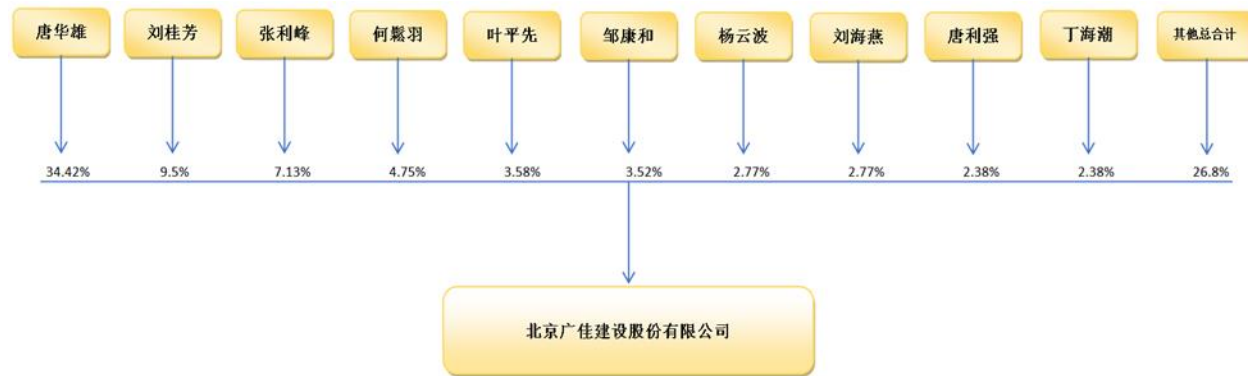 唐华雄 刘桂芳 张利峰 何鬆羽 叶平先 邹康和 杨云波 刘海燕 唐利强 丁海潮 其他总合计
34.42% 9.5% 7.13% 4.75% 3.58% 3.52% 2.77% 2.77% 2.38% 2.38% 26.8%
北京广佳建设股份有限公司